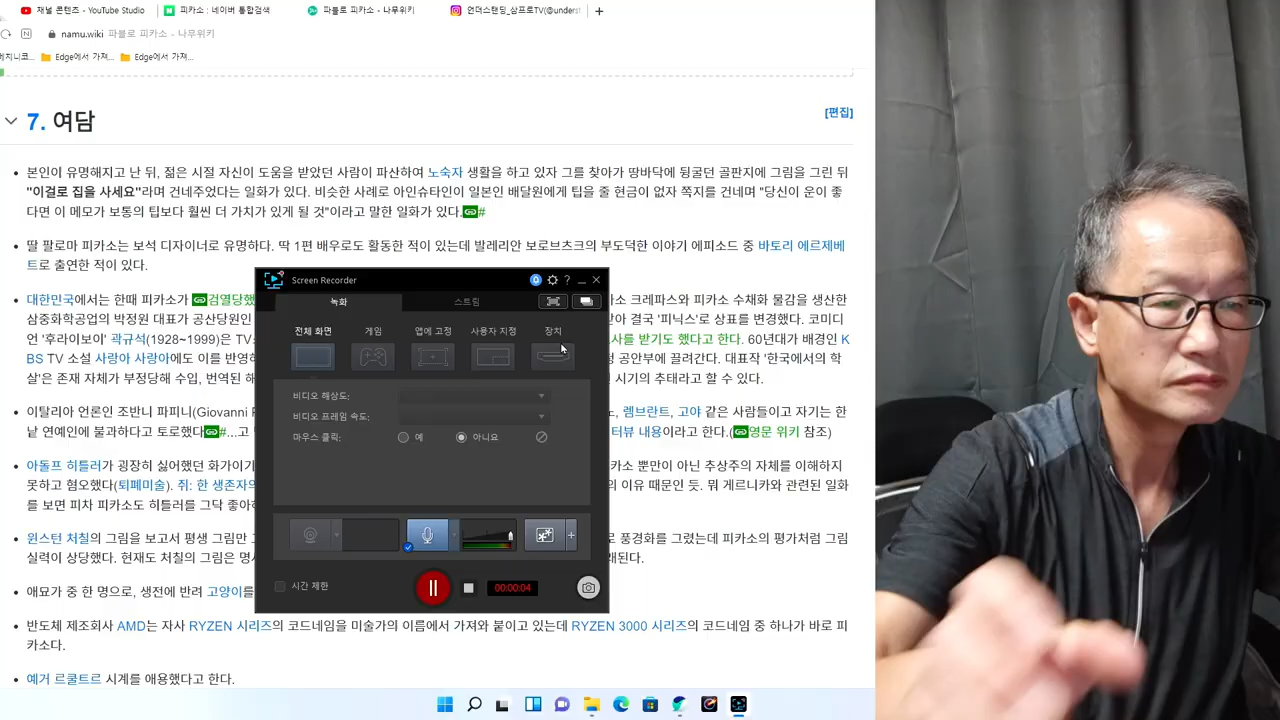 재널 콘텐츠 - YouTube Studio
피카소 : 네이버 통합검색
파블로 피카소 - 나무위키
언더스탠딩_삼프로TV(@underst
namu.wiki 파블로 피카소 - 나무위키
버치니코...
Edge에서 가져...
Edge에서 가져...
7. 여담
[편집]
본인이 유명해지고 난 뒤, 젊은 시절 자신이 도움을 받았던 사람이 파산하여 노숙자 생활을 하고 있자 그를 찾아가 땅바닥에 뒹굴던 골판지에 그림을 그린 뒤
"이걸로 집을 사세요"라며 건네주었다는 일화가 있다. 비슷한 사례로 아인슈타인이 일본인 배달원에게 팁을 줄 현금이 없자 쪽지를 건네며 "당신이 운이 좋
다면 이 메모가 보통의 팁보다 훨씬 더 가치가 있게 될 것"이라고 말한 일화가 있다.#
딸 팔로마 피카소는 보석 디자이너로 유명하다. 딱 1편 배우로도 활동한 적이 있는데 발레리안 보로브츠크의 부도덕한 이야기 에피소드 중 바토리 에르제베
트로 출연한 적이 있다.
대한민국에서는 한때 피카소가 검열당했
소 크레파스와 피카소 수채화 물감을 생산한
삼중화학공업의 박정원 대표가 공산당원인
아 결국 '피닉스'로 상표를 변경했다. 코미디
언 '후라이보이' 곽규석(1928~1999)은 TV
사를 받기도 했다고 한다. 60년대가 배경인 K
BS TV 소설 사랑아 사랑아에도 이를 반영하
공안부에 끌려간다. 대표작 '한국에서의 학
살'은 존재 자체가 부정당해 수입, 번역된 해
시기의 추태라고 할 수 있다.
이탈리아 언론인 조반니 파피니(Giovanni P
노, 렘브란트, 고야 같은 사람들이고 자기는 한
낱 연예인에 불과하다고 토로했다#...고
터뷰 내용이라고 한다.(영문 위키 참조)
아돌프 히틀러가 굉장히 싫어했던 화가이기
카소 뿐만이 아닌 추상주의 자체를 이해하지
못하고 혐오했다(퇴폐미술). 쥐: 한 생존자의
의 이유 때문인 듯. 뭐 게르니카와 관련된 일화
를 보면 피차 피카소도 히틀러를 그닥 좋아하
윈스턴 처칠의 그림을 보고서 평생 그림만
로 풍경화를 그렸는데 피카소의 평가처럼 그림
실력이 상당했다. 현재도 처칠의 그림은 명사
래된다.
애묘가 중 한 명으로, 생전에 반려 고양이를
반도체 제조회사 AMD는 자사 RYZEN 시리즈의 코드네임을 미술가의 이름에서 가져와 붙이고 있는데 RYZEN 3000 시리즈의 코드네임 중 하나가 바로 피
카소다.
예거 르쿨트르 시계를 애용했다고 한다.
Screen Recorder
녹화
스트림
전체 화면
게임
앱에 고정
사용자 지정
장치
비디오 해상도:
비디오 프레임 속도:
마우스 클릭:
예
아니요
시간 제한
00:00:04